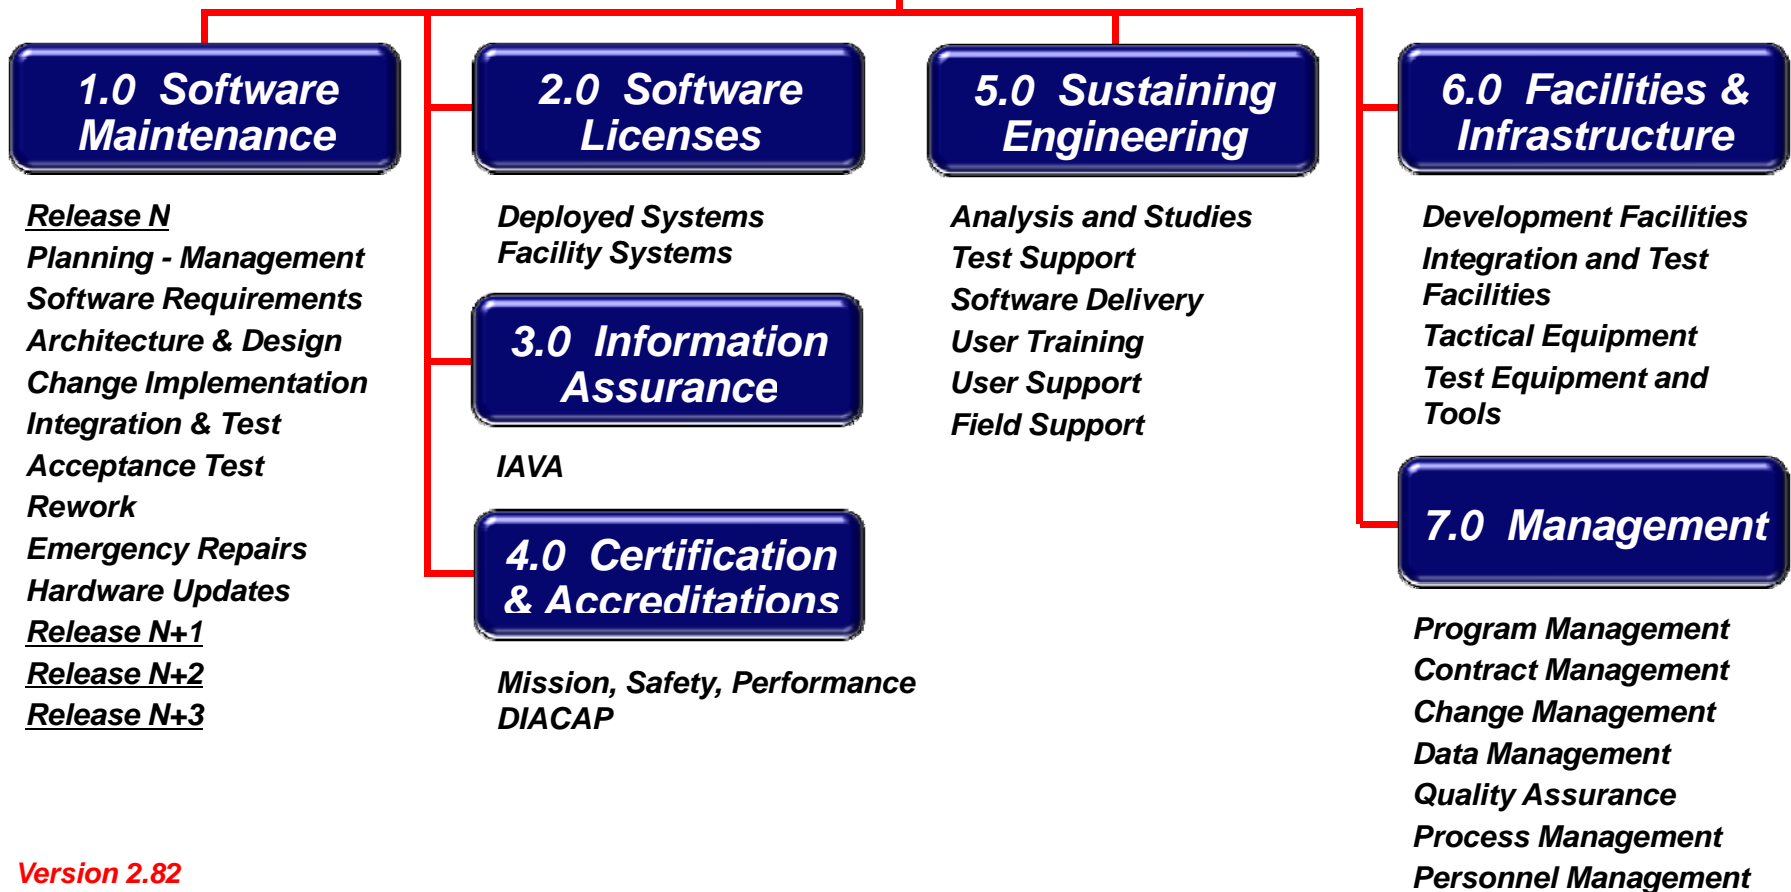 1.0 Software
Maintenance
Release N
Planning - Management
Software Requirements
Architecture & Design
Change Implementation
Integration & Test
Acceptance Test
Rework
Emergency Repairs
Hardware Updates
Release N+1
Release N+2
Release N+3
2.0 Software
Licenses
Deployed Systems
Facility Systems
3.0 Information
Assurance
IAVA
4.0 Certification
& Accreditations
Mission, Safety, Performance
DIACAP
5.0 Sustaining
Engineering
Analysis and Studies
Test Support
Software Delivery
User Training
User Support
Field Support
6.0 Facilities &
Infrastructure
Development Facilities
Integration and Test
Facilities
Tactical Equipment
Test Equipment and
Tools
7.0 Management
Program Management
Contract Management
Change Management
Data Management
Quality Assurance
Process Management
Personnel Management
Version 2.82